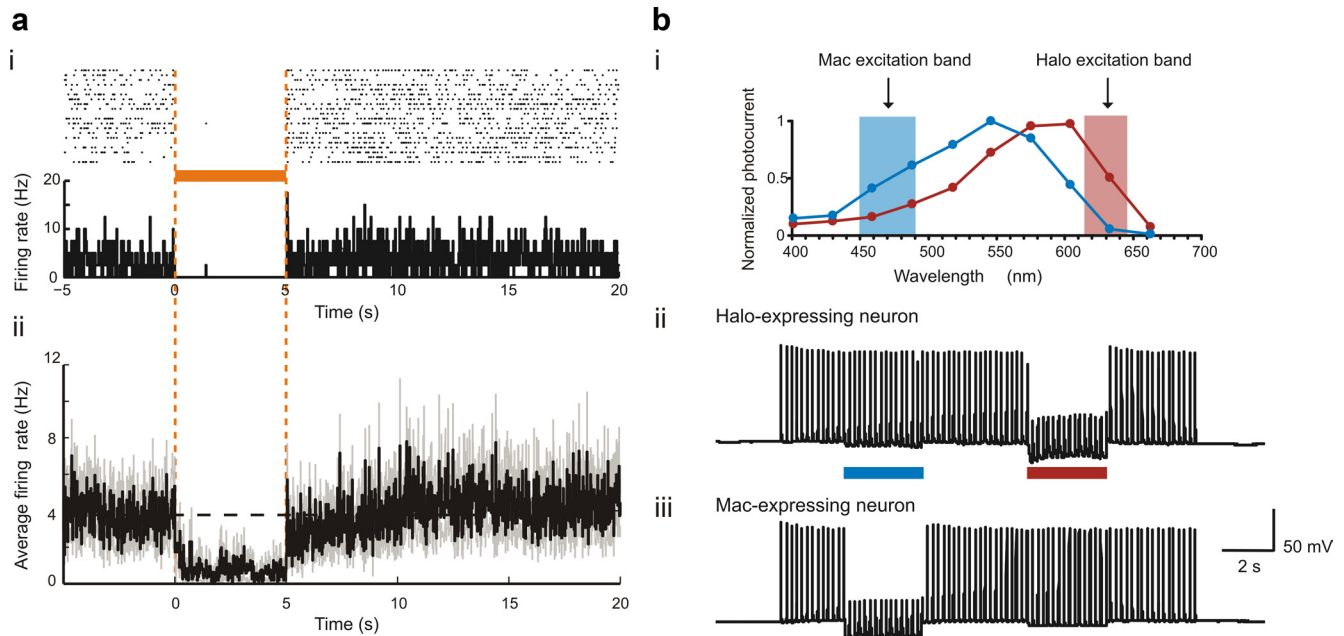 a
i
Firing rate (Hz)
20
10
0
−5 0 5 10 15 20
Time (s)
ii
Average firing rate (Hz)
12
8
4
0
0 5 10 15 20
Time (s)
b
i
Mac excitation band Halo excitation band
Normalized photocurrent
1
0.5
0
400 450 500 550 600 650 700
Wavelength (nm)
ii Halo-expressing neuron
iii Mac-expressing neuron
50 mV
2 s